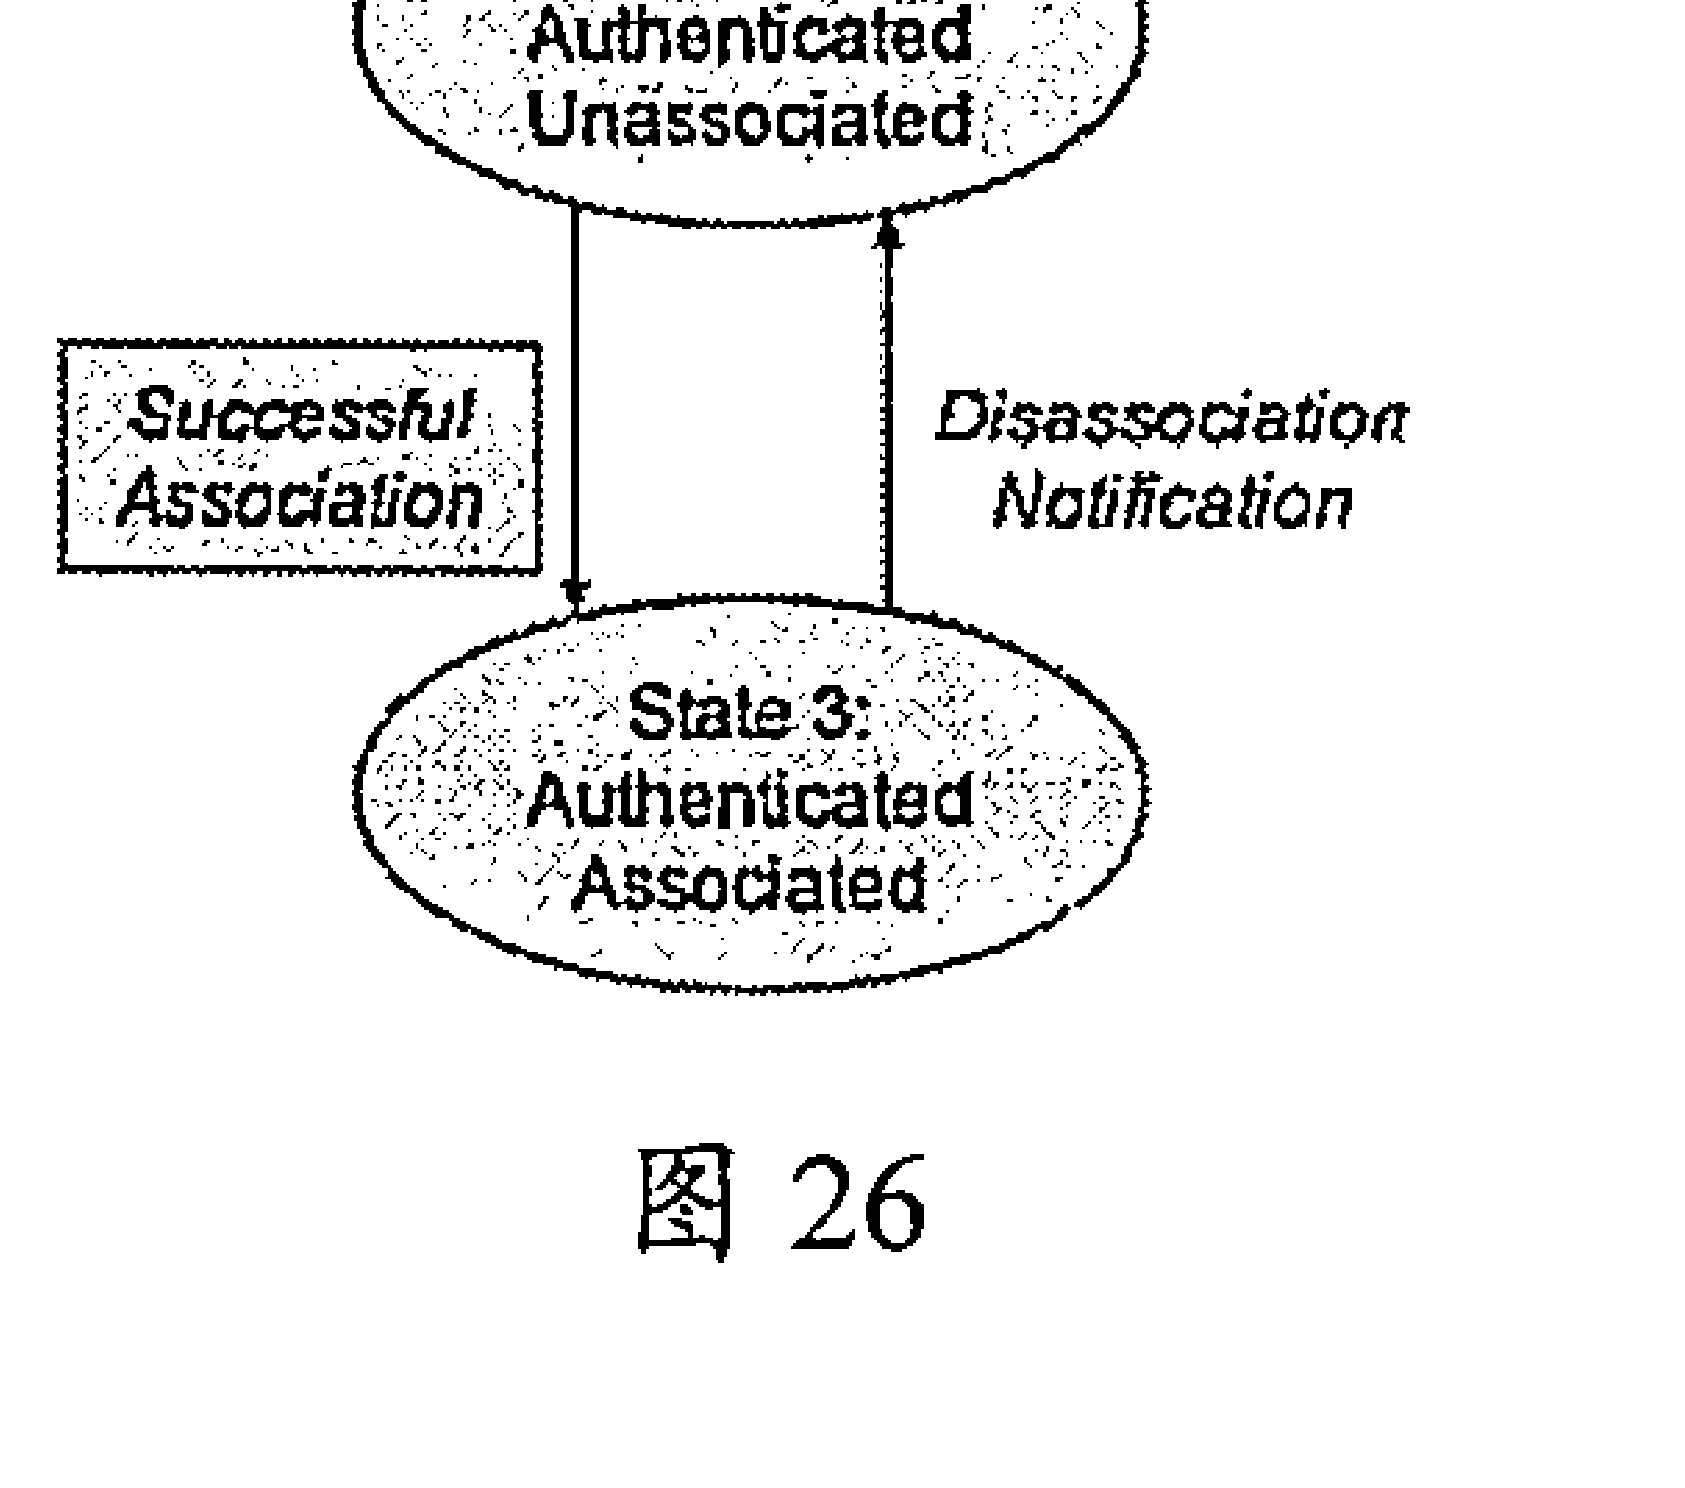 Authenticated
Unassociated
Successful
Association
Disassociation
Notification
State 3:
Authenticated
Associated
图 26